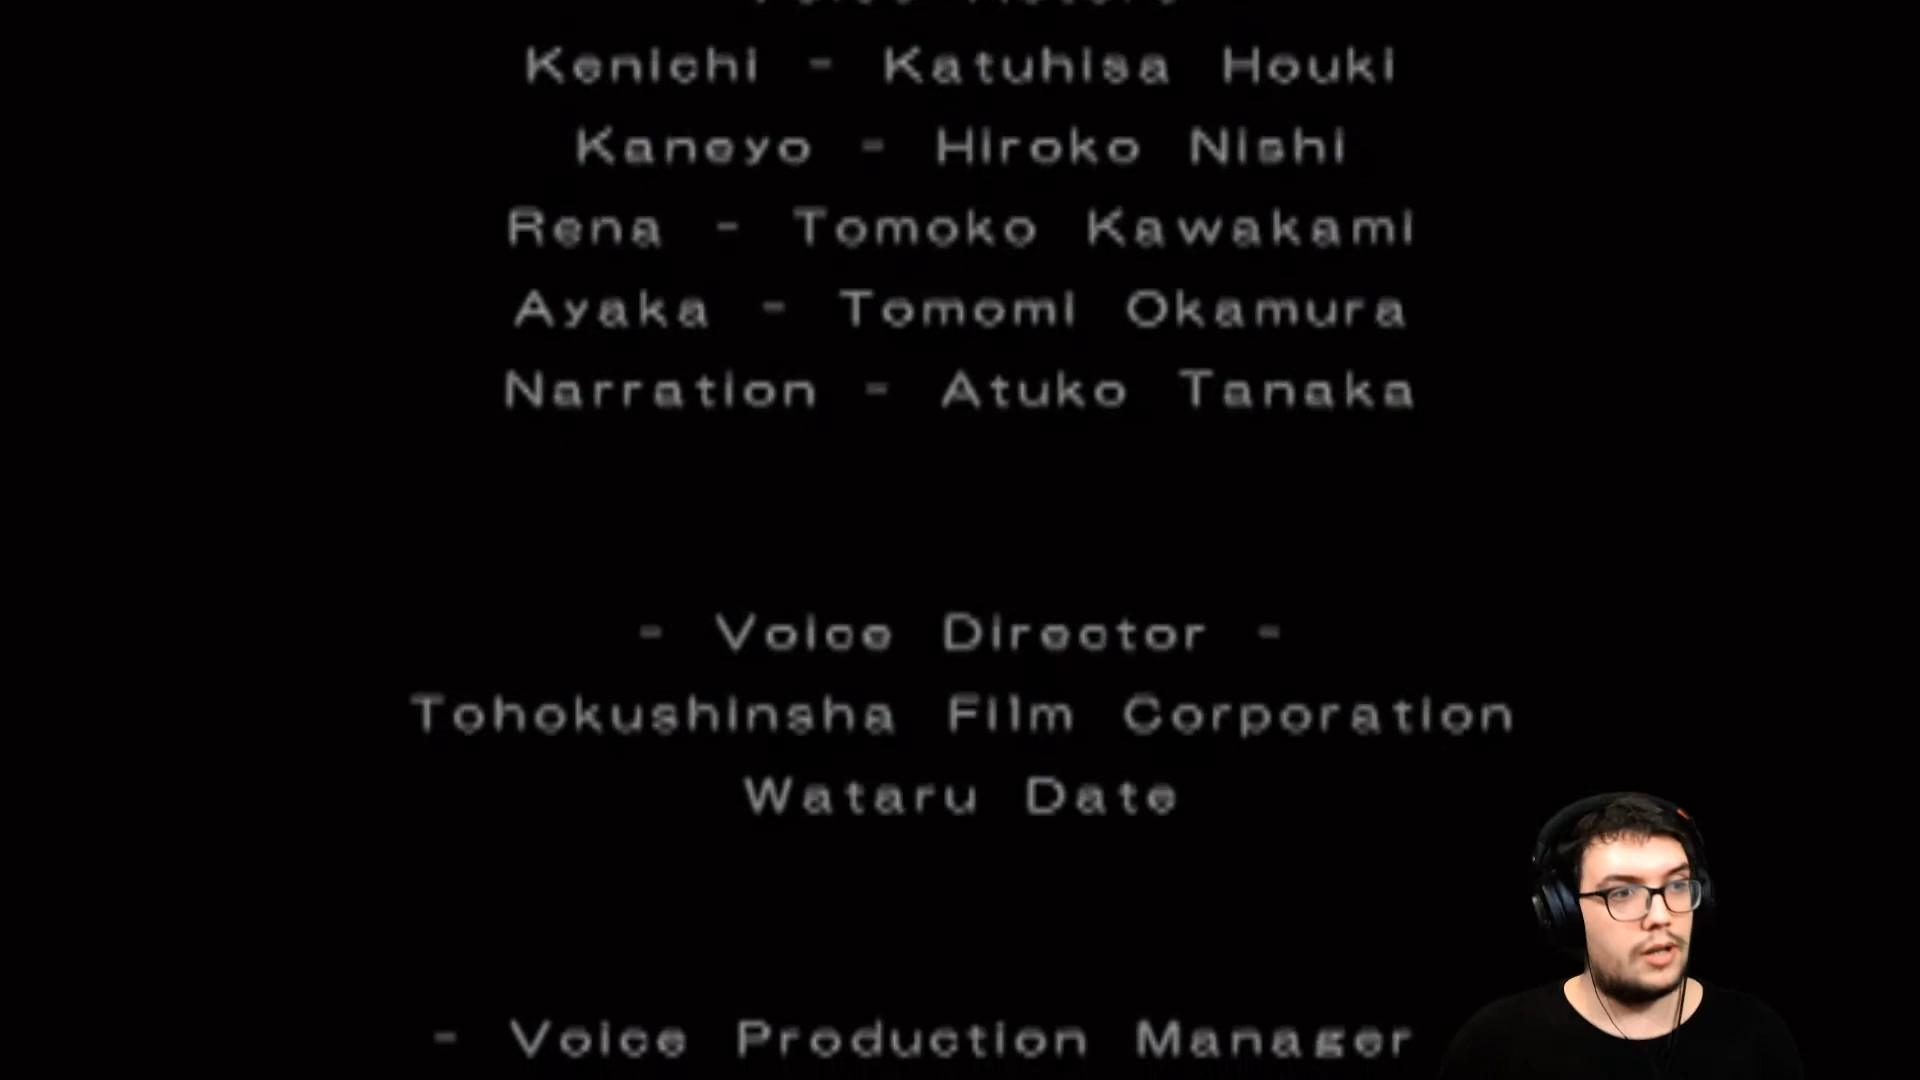 Kenichi - Katuhisa Houki
Kaneyo - Hiroko Nishi
Rena - Tomoko Kawakami
Ayaka - Tomomi Okamura
Narration - Atuko Tanaka
- Voice Director -
Tohokushinsha Film Corporation
Wataru Date
- Voice Production Manager